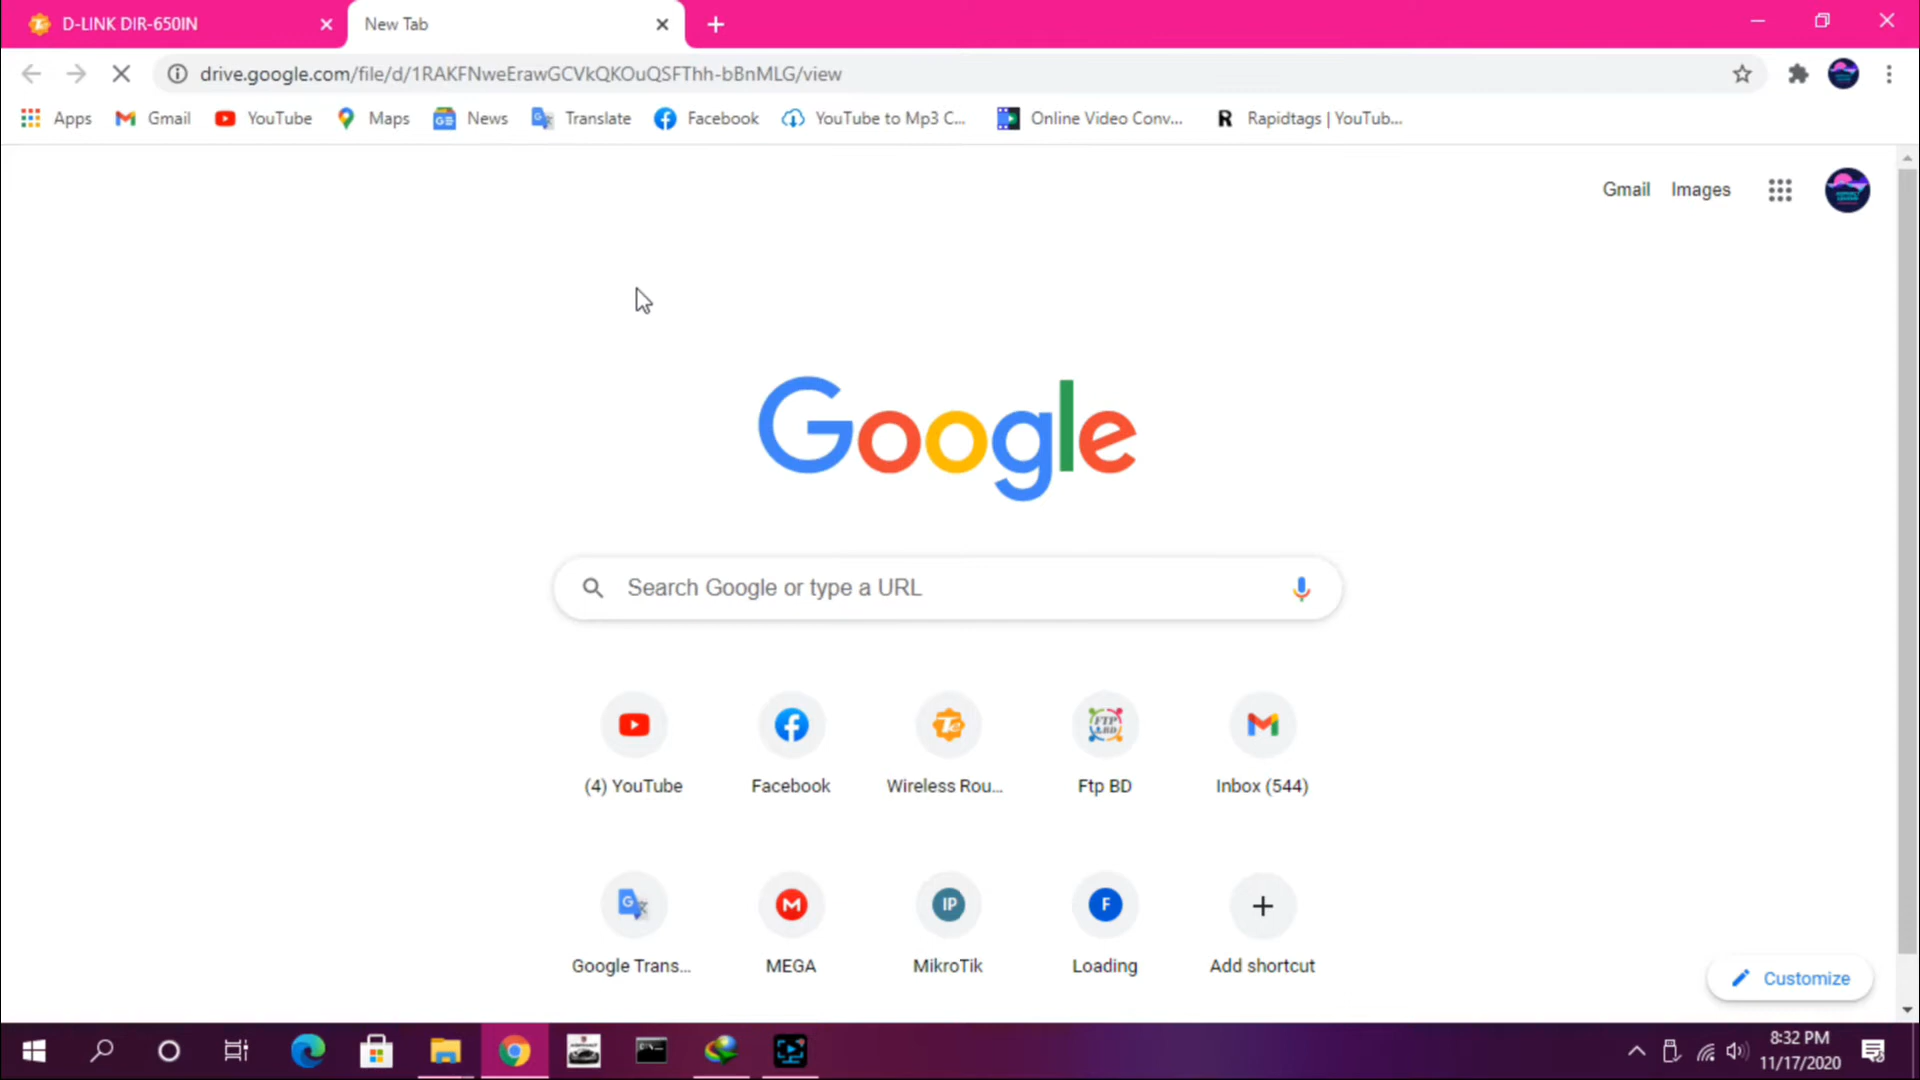 D-LINK DIR-650IN
New Tab
drive.google.com/file/d/1RAKFNweErawGCVkQKOuQSFThh-bBnMLG/view
Apps Gmail YouTube Maps News Translate Facebook YouTube to Mp3 C... Online Video Conv... Rapidtags | YouTub...
Gmail Images
Google
Search Google or type a URL
(4) YouTube Facebook Wireless Rou... Ftp BD Inbox (544)
IP F
Google Trans... MEGA MikroTik Loading Add shortcut
Customize
8:32 PM
11/17/2020